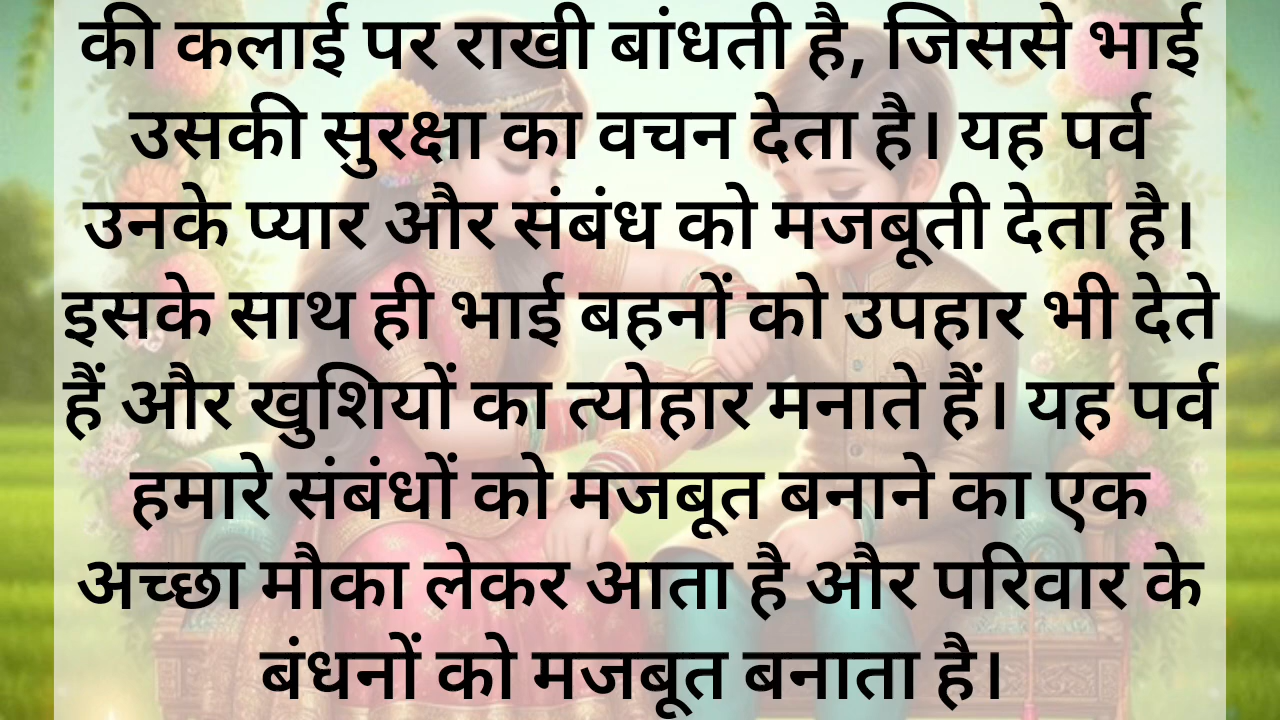 की कलाई पर राखी बांधती है, जिससे भाई
उसकी सुरक्षा का वचन देता है। यह पर्व
उनके प्यार और संबंध को मजबूती देता है।
इसके साथ ही भाई बहनों को उपहार भी देते
हैं और खुशियों का त्योहार मनाते हैं। यह पर्व
हमारे संबंधों को मजबूत बनाने का एक
अच्छा मौका लेकर आता है और परिवार के
बंधनों को मजबूत बनाता है।